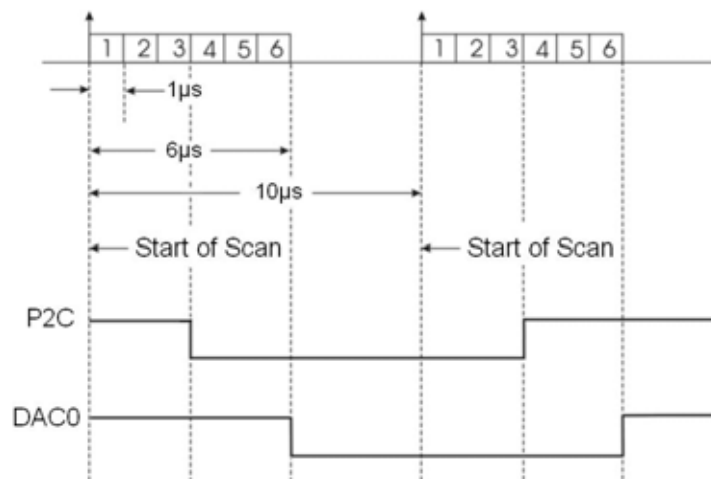 1 2 3 4 5 6 1 2 3 4 5 6
1µs
6µs
10µs
Start of Scan Start of Scan
P2C
DAC0